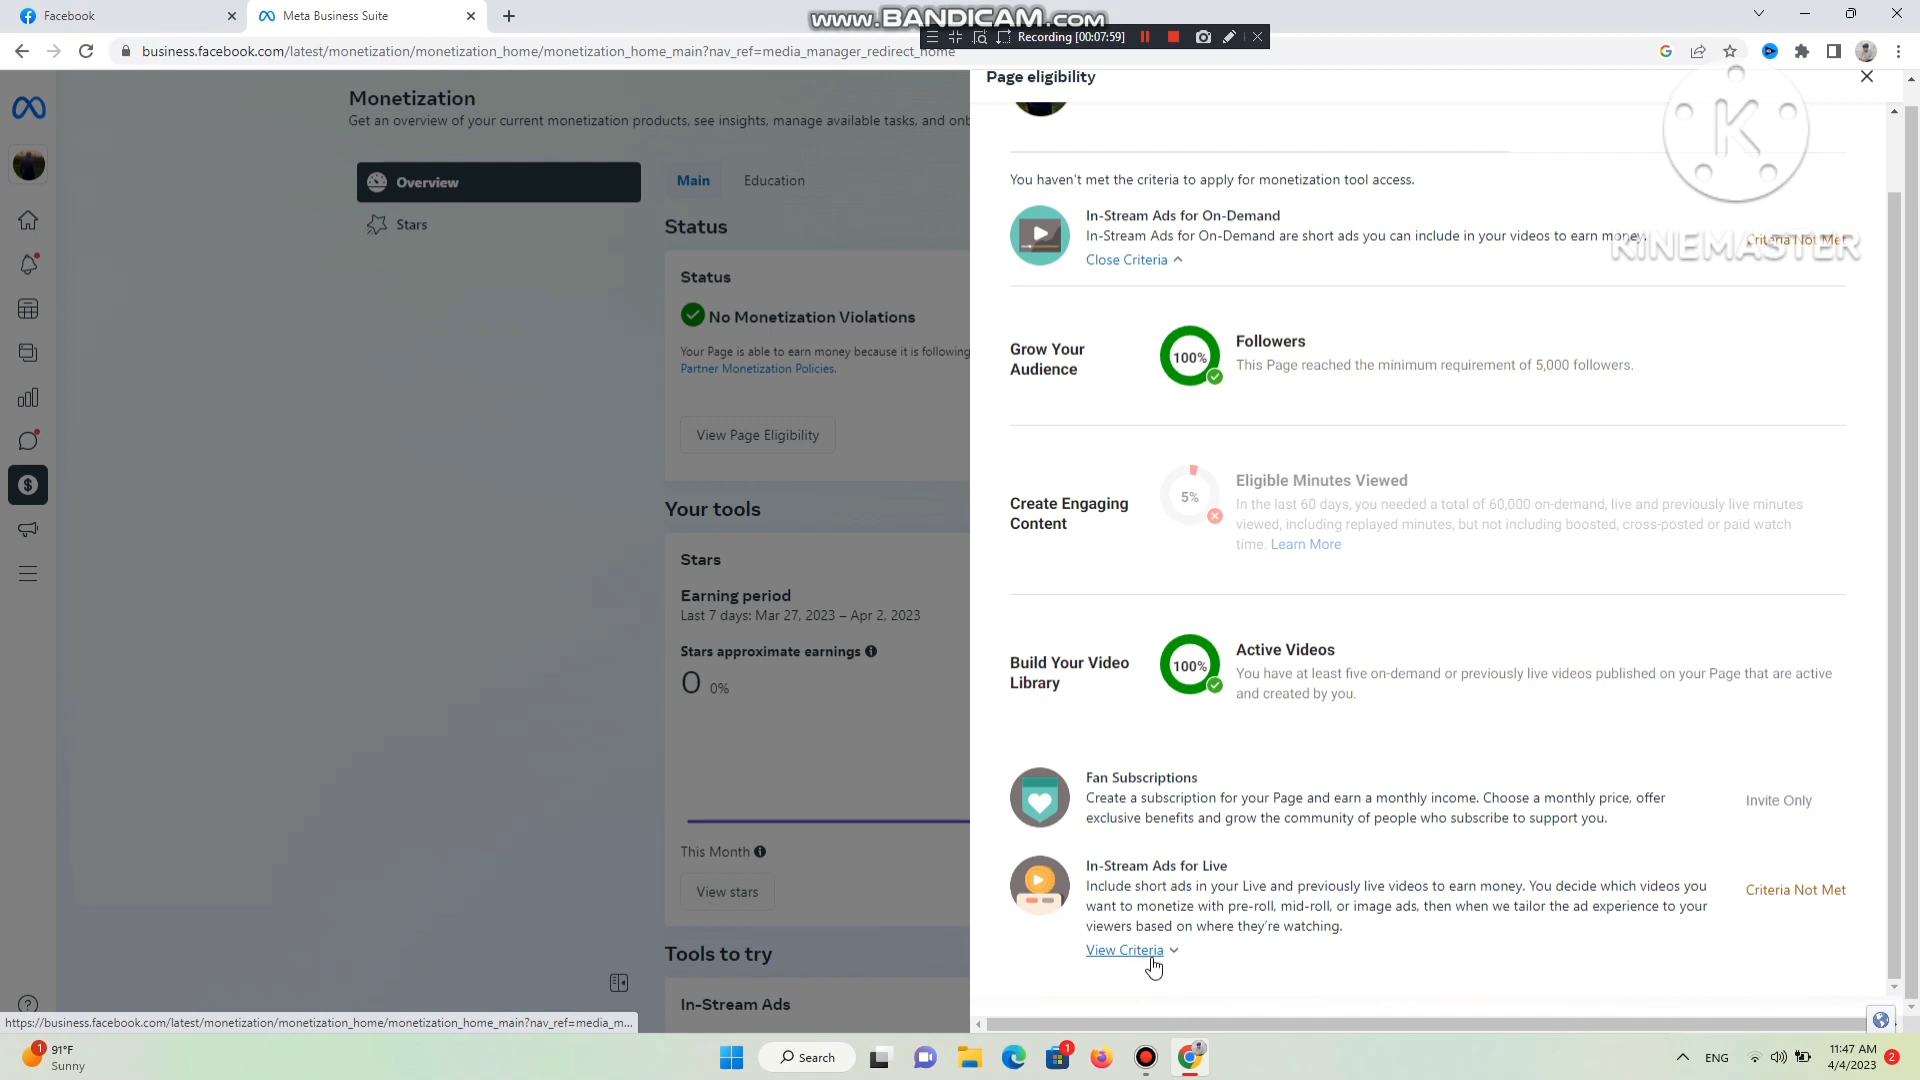 Facebook
Meta Business Suite
www.BANDICAM.com
Recording [00:07:59]
business.facebook.com/latest/monetization/monetization_home/monetization_home_main?nav_ref=media_manager_redirect_home
Monetization
Get an overview of your current monetization products, see insights, manage available tasks, and
Overview
Stars
Main
Education
Status
Status
No Monetization Violations
Your Page is able to earn money because it is following
Partner Monetization Policies.
View Page Eligibility
Your tools
Stars
Earning period
Last 7 days: Mar 27, 2023 – Apr 2, 2023
Stars approximate earnings
0 0%
This Month
View stars
Tools to try
In-Stream Ads
Page eligibility
K
KINEMASTER
You haven't met the criteria to apply for monetization tool access.
In-Stream Ads for On-Demand
In-Stream Ads for On-Demand are short ads you can include in your videos to earn money.
Criteria Not Met
Close Criteria
Grow Your
Audience
100%
Followers
This Page reached the minimum requirement of 5,000 followers.
Create Engaging
Content
5%
Eligible Minutes Viewed
In the last 60 days, you needed a total of 60,000 on-demand, live and previously live minutes
viewed, including replayed minutes, but not including boosted, cross-posted or paid watch
time. Learn More
Build Your Video
Library
100%
Active Videos
You have at least five on-demand or previously live videos published on your Page that are active
and created by you.
Fan Subscriptions
Create a subscription for your Page and earn a monthly income. Choose a monthly price, offer
exclusive benefits and grow the community of people who subscribe to support you.
Invite Only
In-Stream Ads for Live
Include short ads in your Live and previously live videos to earn money. You decide which videos you
want to monetize with pre-roll, mid-roll, or image ads, then when we tailor the ad experience to your
viewers based on where they're watching.
Criteria Not Met
View Criteria
https://business.facebook.com/latest/monetization/monetization_home/monetization_home_main?nav_ref=media_m...
1
91°F
Sunny
Search
1
ENG
11:47 AM
4/4/2023
2